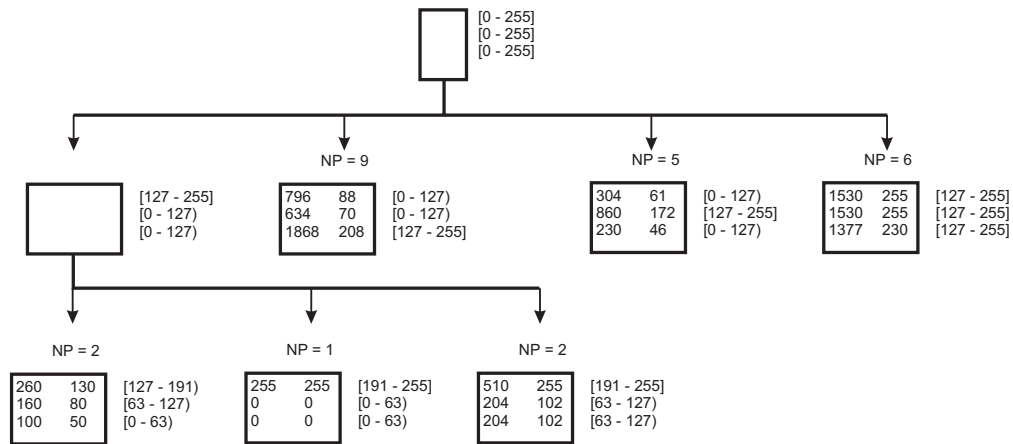 [0 - 255]
[0 - 255]
[0 - 255]
NP = 9
NP = 5
NP = 6
[127 - 255]
[0 - 127)
[0 - 127)
796 88 [0 - 127)
634 70 [0 - 127)
1868 208 [127 - 255]
304 61 [0 - 127)
860 172 [127 - 255]
230 46 [0 - 127)
1530 255 [127 - 255]
1530 255 [127 - 255]
1377 230 [127 - 255]
NP = 2
NP = 1
NP = 2
260 130 [127 - 191)
160 80 [63 - 127)
100 50 [0 - 63)
255 255 [191 - 255]
0 0 [0 - 63)
0 0 [0 - 63)
510 255 [191 - 255]
204 102 [63 - 127)
204 102 [63 - 127)